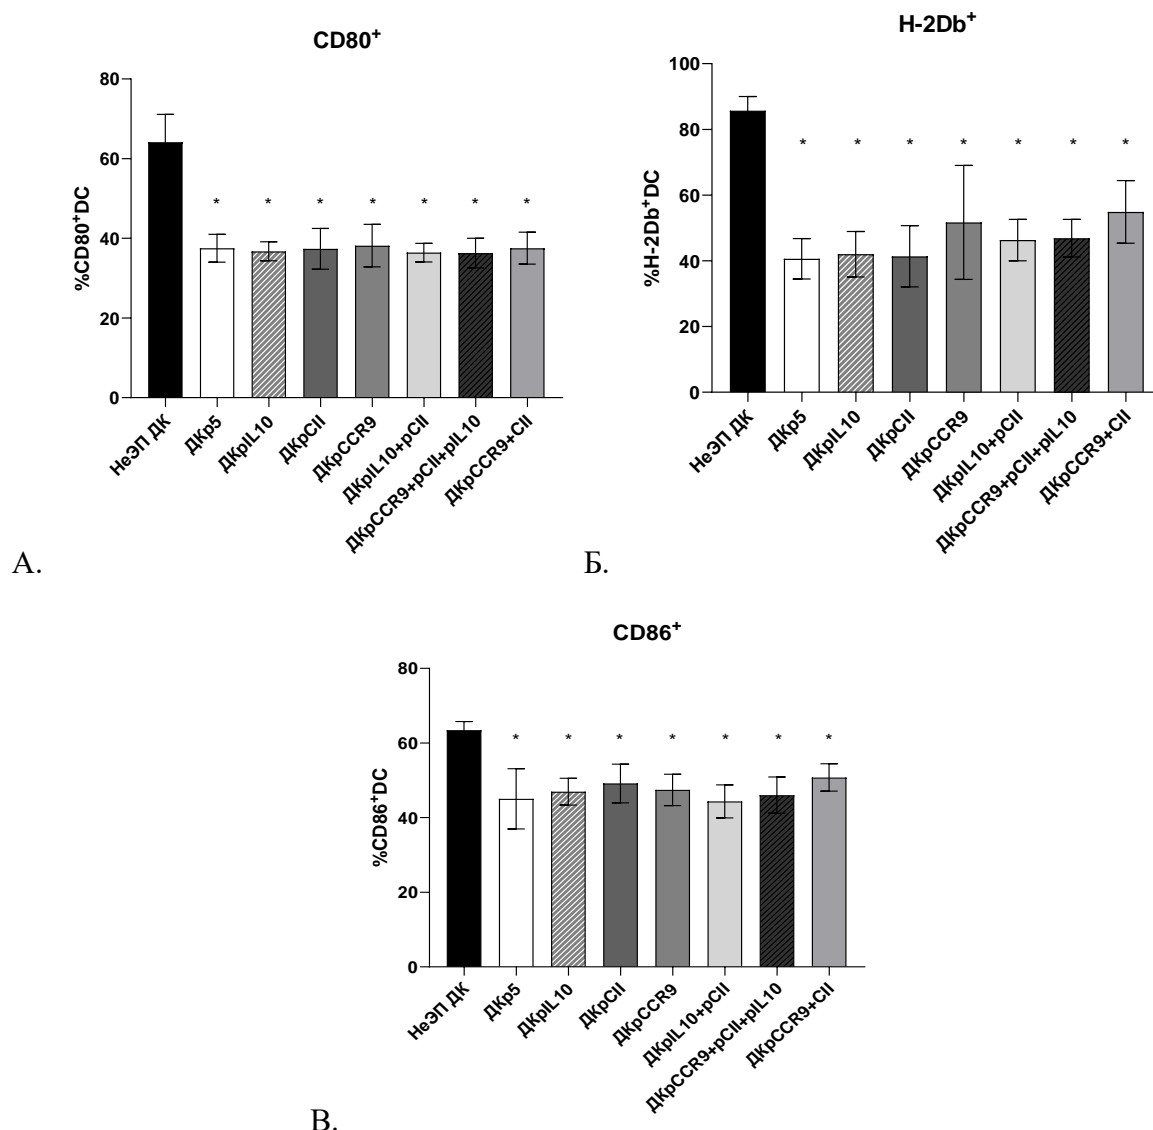 CD80⁺
%CD80⁺DC
80
60
40
20
0
* * * * * * *
НеЭП ДК
ДКр5
ДКpIL10
ДКpCII
ДКpCCR9
ДКpIL10+pCII
ДКpCCR9+pCII+pIL10
ДКpCCR9+CII
А.
H-2Db⁺
%H-2Db⁺DC
100
80
60
40
20
0
* * * * * * *
НеЭП ДК
ДКр5
ДКpIL10
ДКpCII
ДКpCCR9
ДКpIL10+pCII
ДКpCCR9+pCII+pIL10
ДКpCCR9+CII
Б.
CD86⁺
%CD86⁺DC
80
60
40
20
0
* * * * * * *
НеЭП ДК
ДКр5
ДКpIL10
ДКpCII
ДКpCCR9
ДКpIL10+pCII
ДКpCCR9+pCII+pIL10
ДКpCCR9+CII
В.